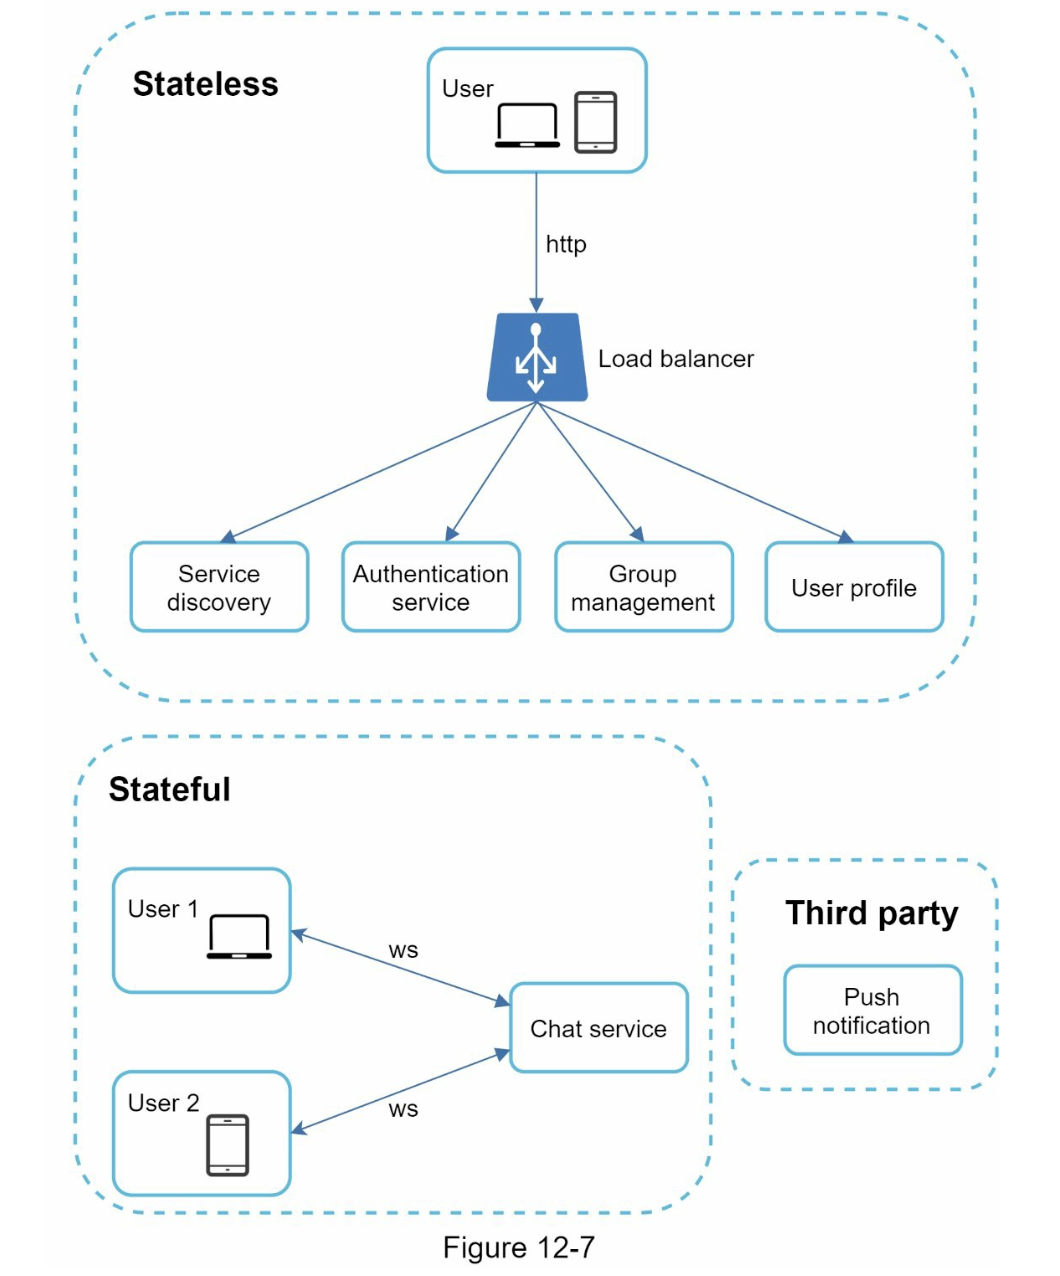 Stateless
User
http
Load balancer
Service
discovery
Authentication
service
Group
management
User profile
Stateful
User 1
ws
Chat service
User 2
ws
Third party
Push
notification
Figure 12-7